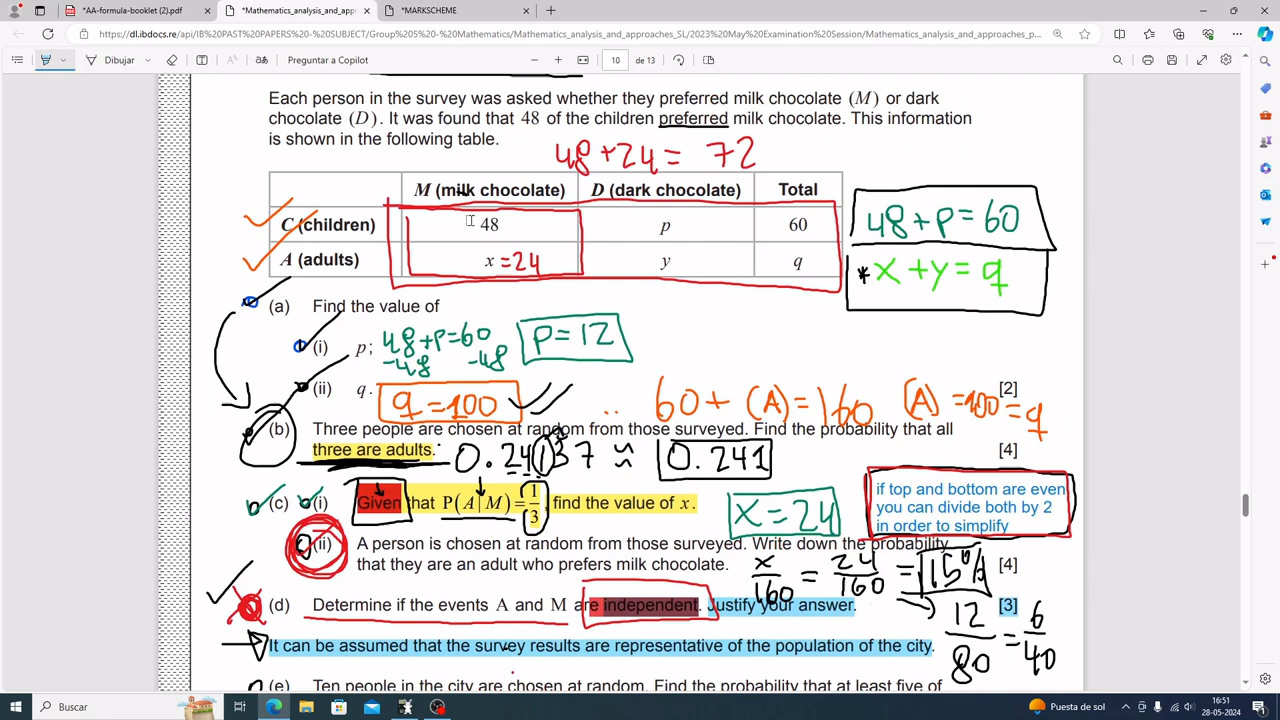 *AA-formula-booklet (2).pdf
*Mathematics_analysis_and_appr
*MARKSCHEME
https://dl.ibdocs.re/api/IB%20PAST%20PAPERS%20-%20SUBJECT/Group%205%20-%20Mathematics/Mathematics_analysis_and_approaches_SL/2023%20May%20Examination%20Session/Mathematics_analysis_and_approaches_p...
Dibujar
Preguntar a Copilot
10 de 13
Each person in the survey was asked whether they preferred milk chocolate (M) or dark
chocolate (D). It was found that 48 of the children preferred milk chocolate. This information
is shown in the following table.
48+24= 72
M (milk chocolate) D (dark chocolate) Total
C (children) 48 p 60
48+p=60
A (adults) x =24 y q
*x +y= q
(a) Find the value of
(i) p; 48+p=60 p=12
-48 -48
(ii) q. q=100 60+ (A)=160 (A) =100=q [2]
(b) Three people are chosen at random from those surveyed. Find the probability that all
three are adults. 0.24137 ≈ 0.241 [4]
(c) (i) Given that P(A|M)=1/3, find the value of x. x=24
if top and bottom are even
you can divide both by 2
in order to simplify
(ii) A person is chosen at random from those surveyed. Write down the probability
that they are an adult who prefers milk chocolate. [4]
x/160 = 24/160 = 15%
(d) Determine if the events A and M are independent. Justify your answer. [3]
12/80 = 6/40
It can be assumed that the survey results are representative of the population of the city.
(e) Ten people in the city are chosen at random. Find the probability that at least five of
Buscar
Puesta de sol
16:51
28-05-2024